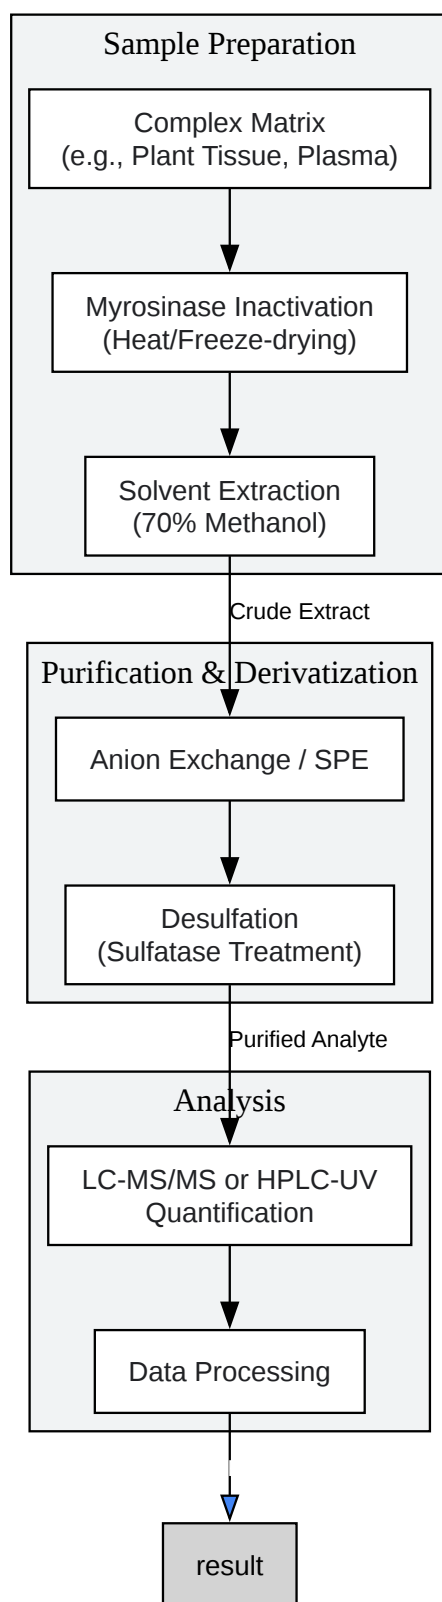 Sample Preparation
Complex Matrix
(e.g., Plant Tissue, Plasma)
Myrosinase Inactivation
(Heat/Freeze-drying)
Solvent Extraction
(70% Methanol)
Crude Extract
Purification & Derivatization
Anion Exchange / SPE
Desulfation
(Sulfatase Treatment)
Purified Analyte
Analysis
LC-MS/MS or HPLC-UV
Quantification
Data Processing
result